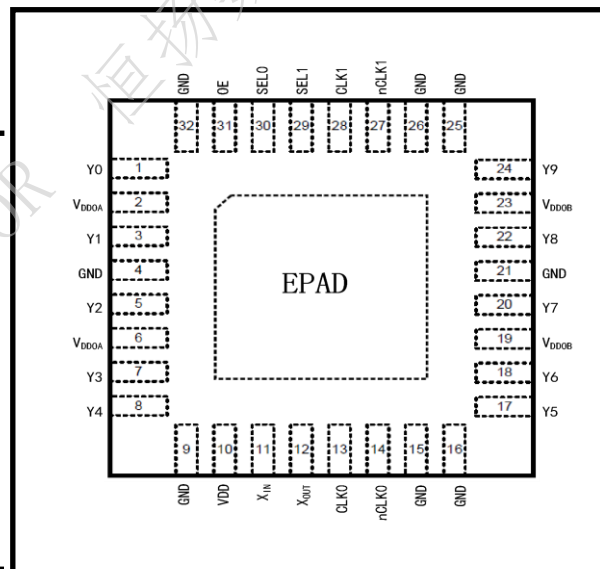 GND OE SEL0 SEL1 CLK1 nCLK1 GND GND
32 31 30 29 28 27 26 25
Y0 1 24 Y9
VDDOA 2 23 VDDOB
Y1 3 22 Y8
GND 4 21 GND
EPAD
Y2 5 20 Y7
VDDOA 6 19 VDDOB
Y3 7 18 Y6
Y4 8 17 Y5
9 10 11 12 13 14 15 16
GND VDD XIN XOUT CLK0 nCLK0 GND GND
恒扬
OR